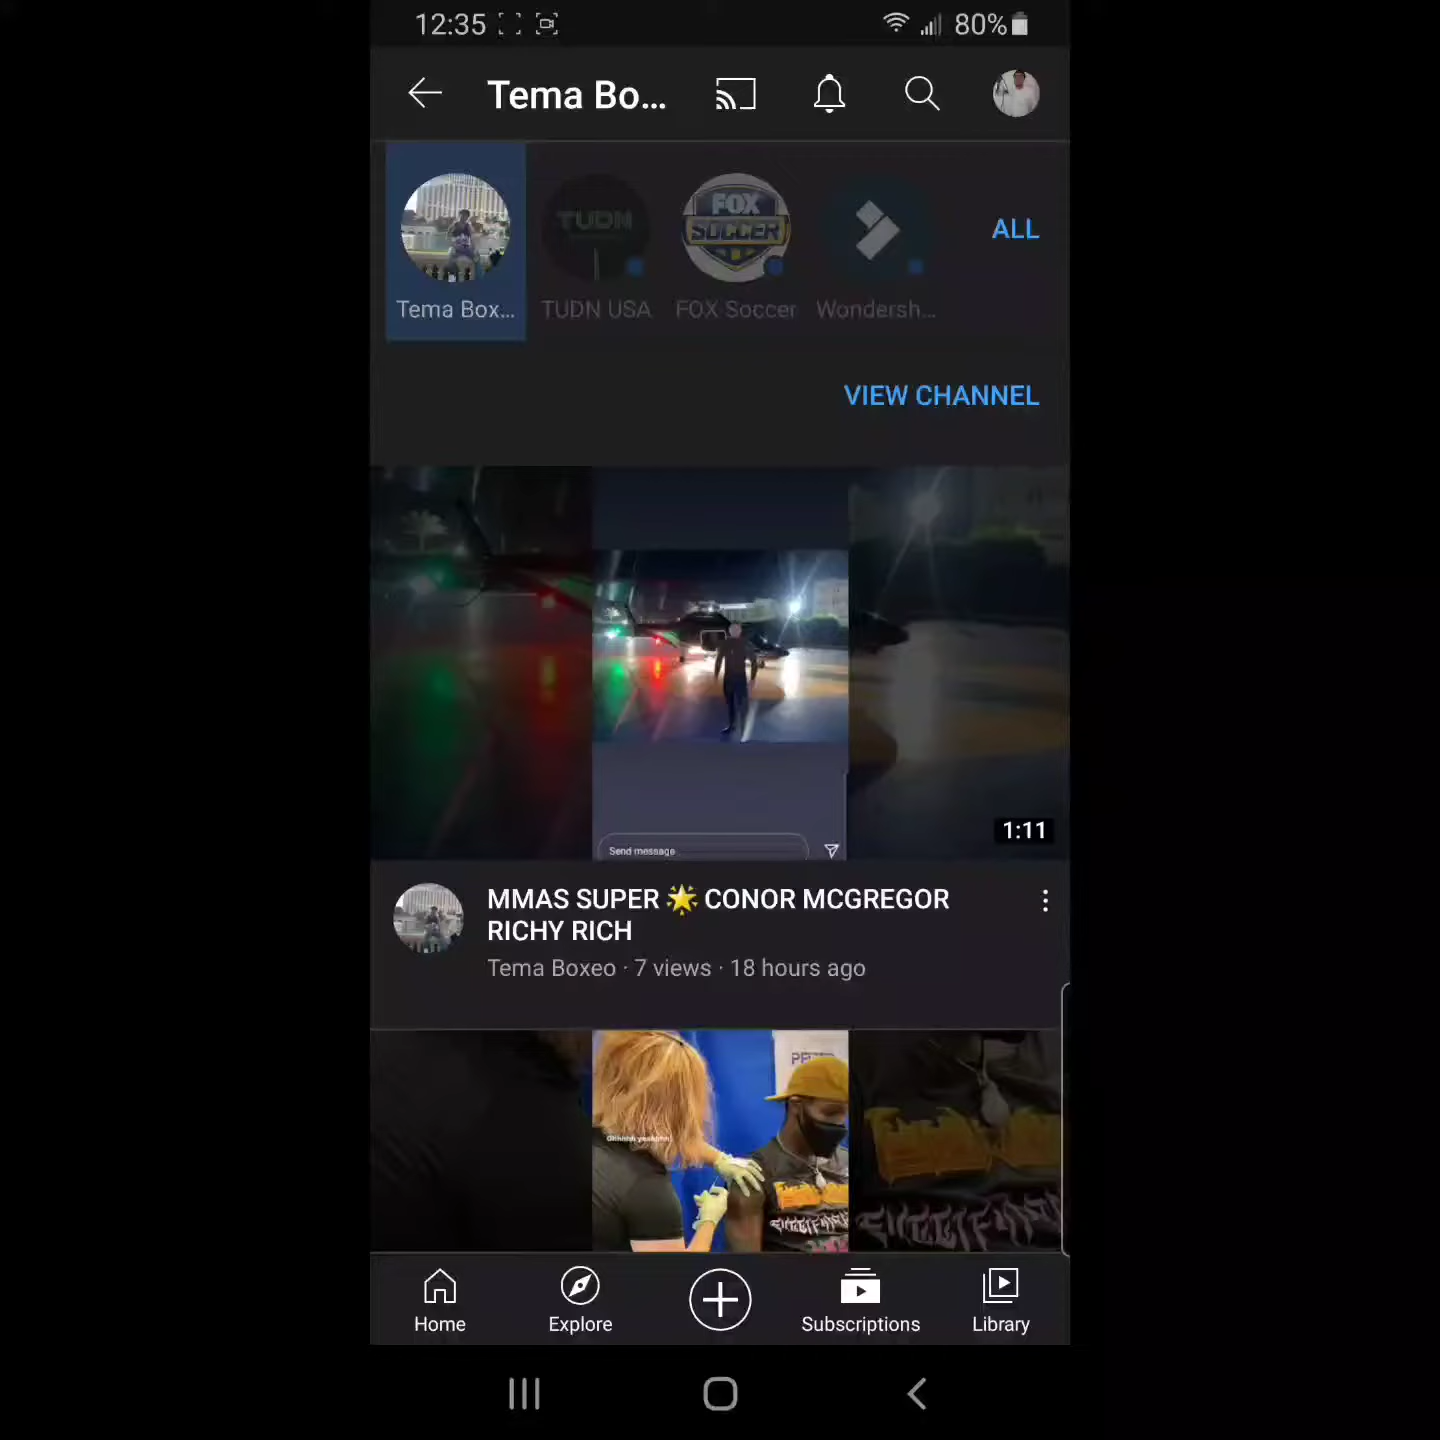 12:35
80%
Tema Bo...
TUDN
FOX
SOCCER
ALL
Tema Box...
TUDN USA
FOX Soccer
Wondersh...
VIEW CHANNEL
Send message
1:11
MMAS SUPER 🌟 CONOR MCGREGOR
RICHY RICH
Tema Boxeo · 7 views · 18 hours ago
Home
Explore
Subscriptions
Library